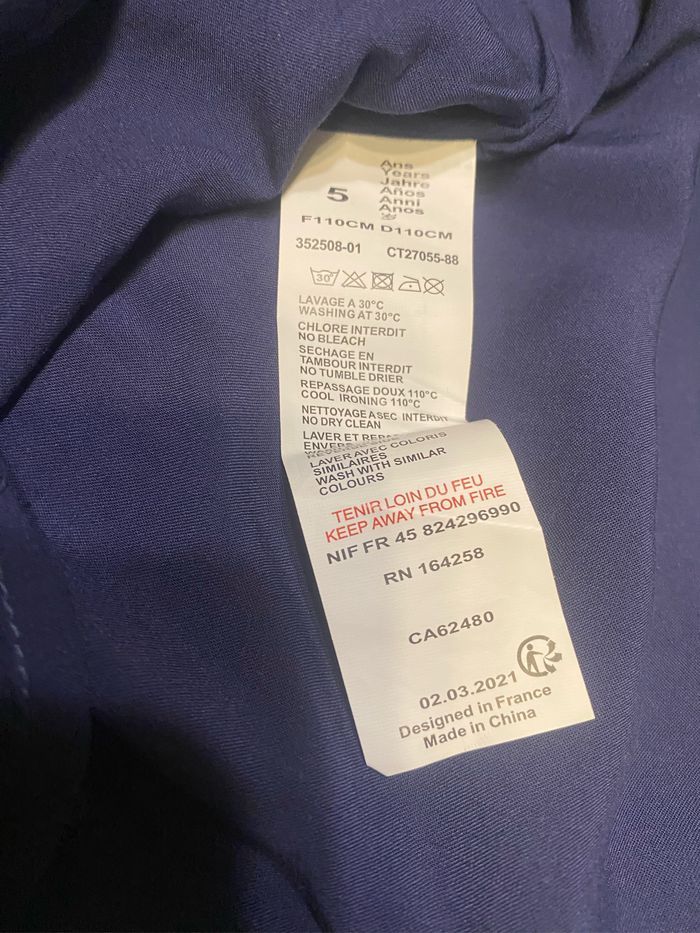 Ans
Years
Jahre
5 Años
Anni
Anos
F110CM D110CM
352508-01 CT27055-88
30°
LAVAGE A 30°C
WASHING AT 30°C
CHLORE INTERDIT
NO BLEACH
SECHAGE EN
TAMBOUR INTERDIT
NO TUMBLE DRIER
REPASSAGE DOUX 110°C
COOL IRONING 110°C
NETTOYAGE A SEC INTERDIT
NO DRY CLEAN
LAVER ET
LAVER AVEC COLORIS
SIMILAIRES
WASH WITH SIMILAR
COLOURS
TENIR LOIN DU FEU
KEEP AWAY FROM FIRE
NIF FR 45 824296990
RN 164258
CA62480
02.03.2021
Designed in France
Made in China